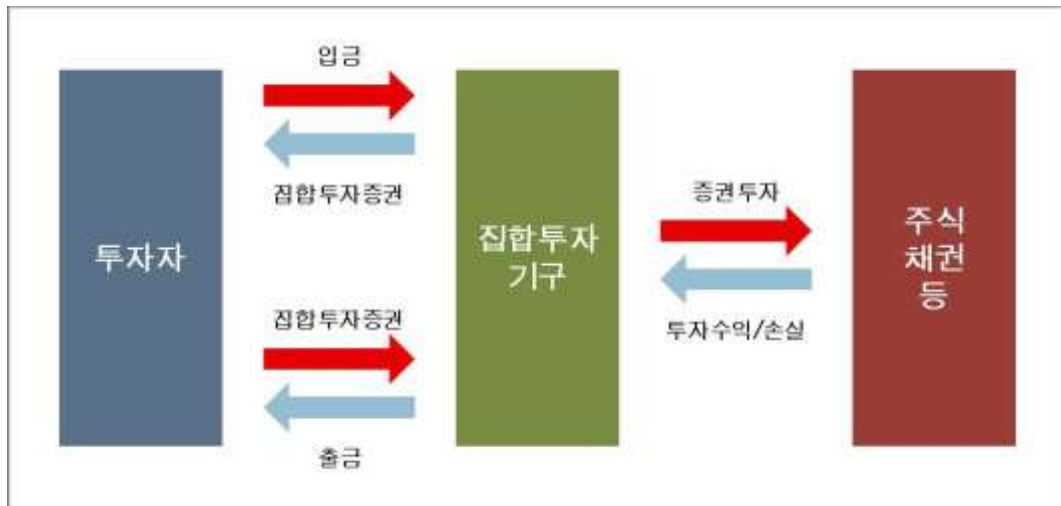 입금
집합투자증권
투자자
집합투자증권
출금
집합투자
기구
증권투자
투자수익/손실
주식
채권
등